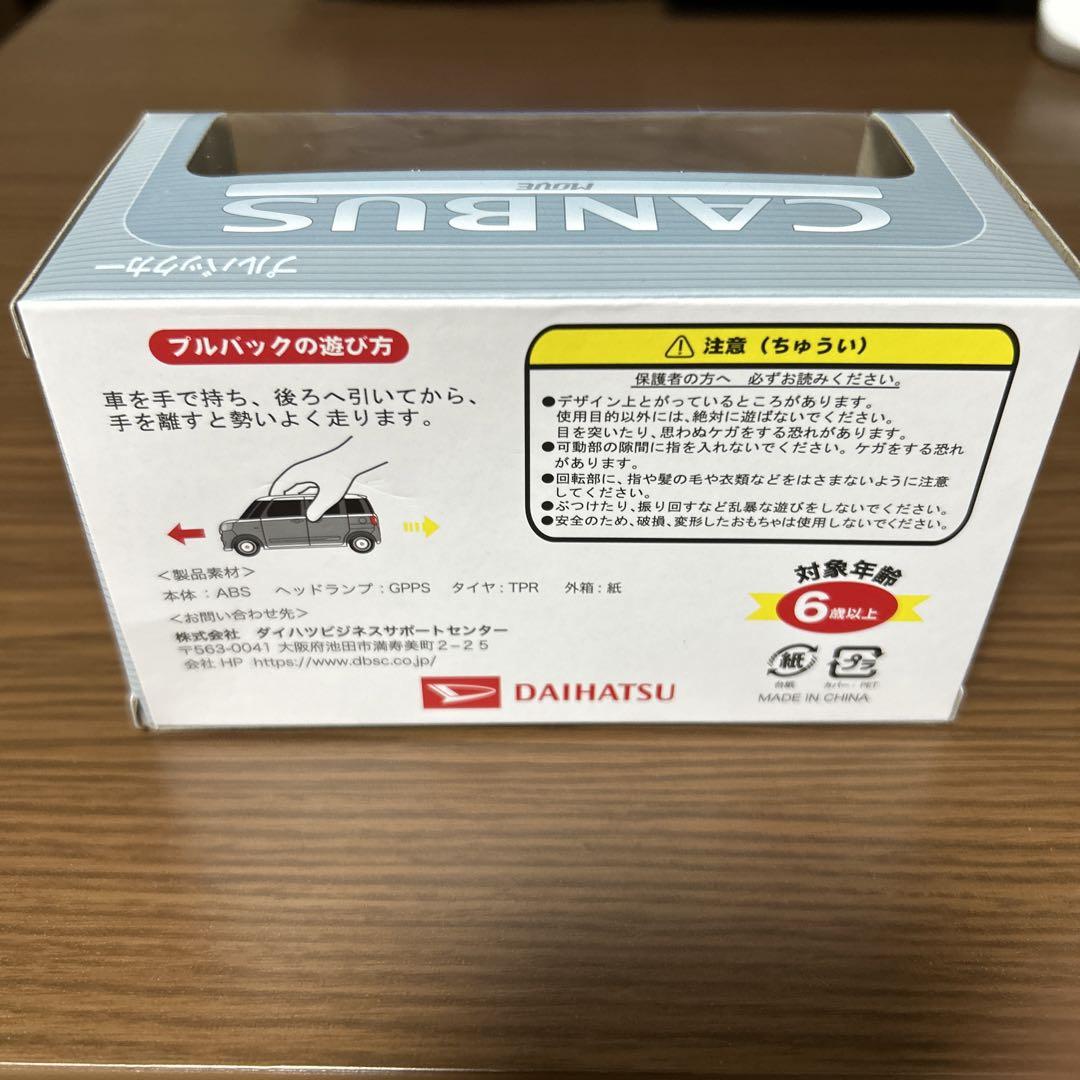 MOVE
CANBUS
プルバックカー
プルバックの遊び方
車を手で持ち、後ろへ引いてから、
手を離すと勢いよく走ります。
＜製品素材＞
本体：ABS　ヘッドランプ：GPPS　タイヤ：TPR　外箱：紙
＜お問い合わせ先＞
株式会社　ダイハツビジネスサポートセンター
〒563-0041 大阪府池田市満寿美町２－２５
会社 HP https://www.dbsc.co.jp/
DAIHATSU
注意（ちゅうい）
保護者の方へ　必ずお読みください。
●デザイン上とがっているところがあります。
使用目的以外には、絶対に遊ばないでください。
目を突いたり、思わぬケガをする恐れがあります。
●可動部の隙間に指を入れないでください。ケガをする恐れ
があります。
●回転部に、指や髪の毛や衣類などをはさまないように注意
してください。
●ぶつけたり、振り回すなど乱暴な遊びをしないでください。
●安全のため、破損、変形したおもちゃは使用しないでください。
対象年齢
6歳以上
紙
台紙
プラ
カバー：PET
MADE IN CHINA